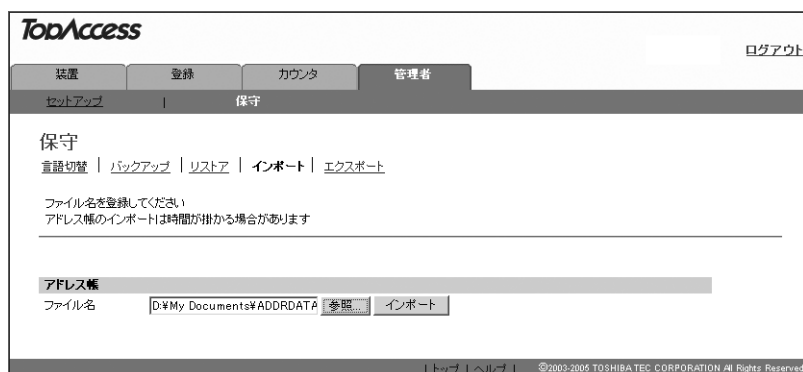 TopAccess
ログアウト
装置 登録 カウンタ 管理者
セットアップ | 保守
保守
言語切替 | バックアップ | リストア | インポート | エクスポート
ファイル名を登録してください
アドレス帳のインポートは時間が掛かる場合があります
アドレス帳
ファイル名 D:¥My Documents¥ADDRDATA 参照... インポート
| トップ | ヘルプ | ©2003-2005 TOSHIBA TEC CORPORATION All Rights Reserved